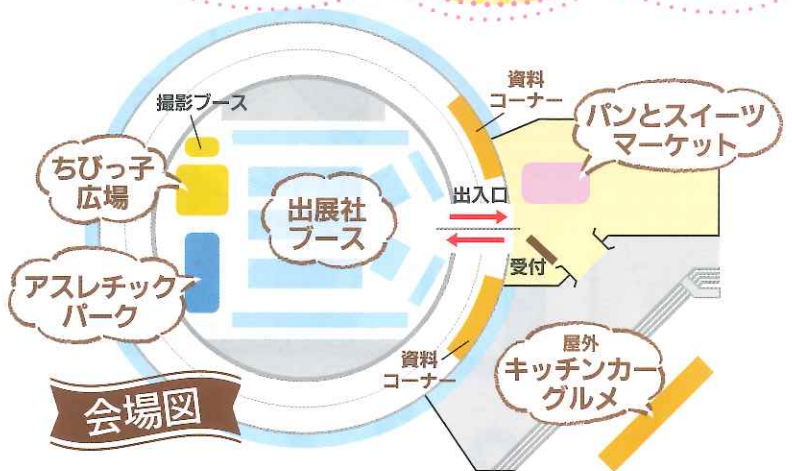 資料
コーナー
パンとスイーツ
マーケット
撮影ブース
ちびっ子
広場
出展社
ブース
出入口
受付
アスレチック
パーク
資料
コーナー
屋外
キッチンカー
グルメ
会場図